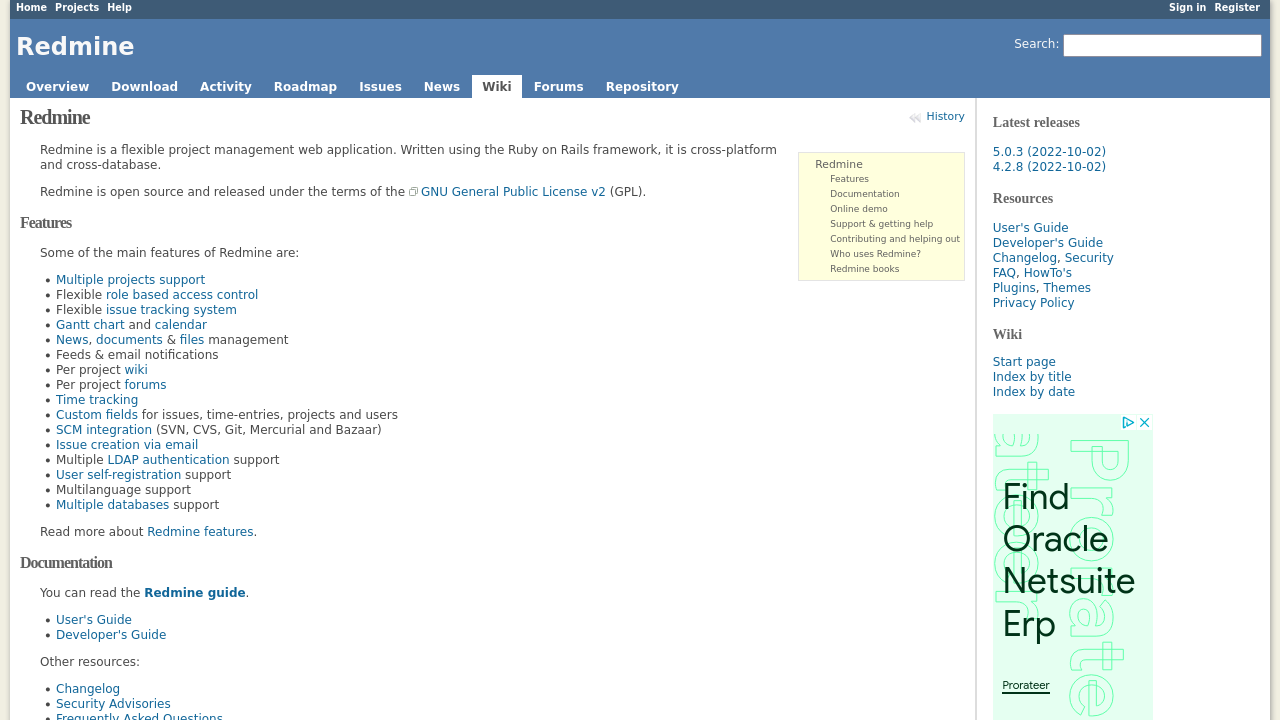 Home Projects Help
Sign in Register
Redmine
Search:
Overview Download Activity Roadmap Issues News Wiki Forums Repository
Redmine
History
Redmine is a flexible project management web application. Written using the Ruby on Rails framework, it is cross-platform
and cross-database.
Redmine is open source and released under the terms of the GNU General Public License v2 (GPL).
Redmine
Features
Documentation
Online demo
Support & getting help
Contributing and helping out
Who uses Redmine?
Redmine books
Features
Some of the main features of Redmine are:
• Multiple projects support
• Flexible role based access control
• Flexible issue tracking system
• Gantt chart and calendar
• News, documents & files management
• Feeds & email notifications
• Per project wiki
• Per project forums
• Time tracking
• Custom fields for issues, time-entries, projects and users
• SCM integration (SVN, CVS, Git, Mercurial and Bazaar)
• Issue creation via email
• Multiple LDAP authentication support
• User self-registration support
• Multilanguage support
• Multiple databases support
Read more about Redmine features.
Documentation
You can read the Redmine guide.
• User's Guide
• Developer's Guide
Other resources:
• Changelog
• Security Advisories
• Frequently Asked Questions
Latest releases
5.0.3 (2022-10-02)
4.2.8 (2022-10-02)
Resources
User's Guide
Developer's Guide
Changelog, Security
FAQ, HowTo's
Plugins, Themes
Privacy Policy
Wiki
Start page
Index by title
Index by date
Find
Oracle
Netsuite
Erp
Prorateer